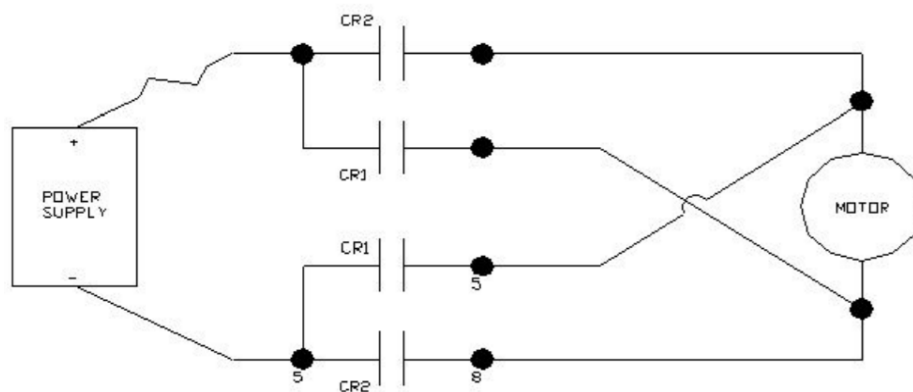 CR2
+
CR1
POWER
SUPPLY
MOTOR
CR1
-
5
5
CR2
8